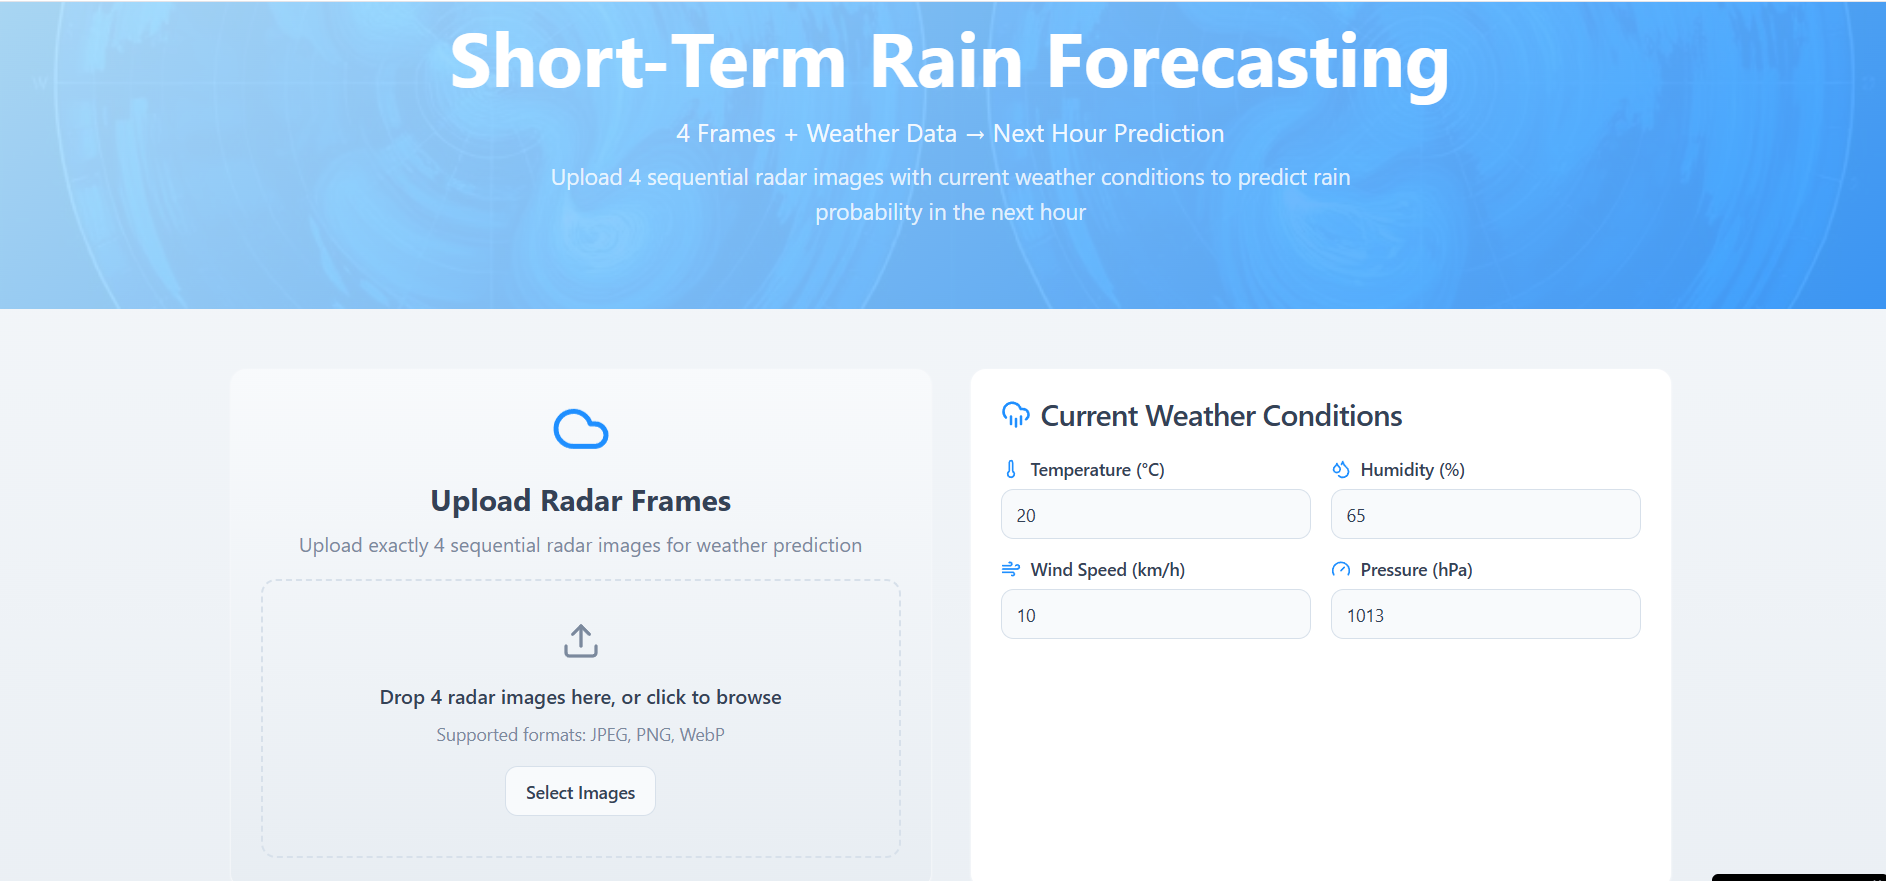 Short-Term Rain Forecasting
4 Frames + Weather Data → Next Hour Prediction
Upload 4 sequential radar images with current weather conditions to predict rain
probability in the next hour
Upload Radar Frames
Upload exactly 4 sequential radar images for weather prediction
Drop 4 radar images here, or click to browse
Supported formats: JPEG, PNG, WebP
Select Images
Current Weather Conditions
Temperature (°C)
20
Humidity (%)
65
Wind Speed (km/h)
10
Pressure (hPa)
1013